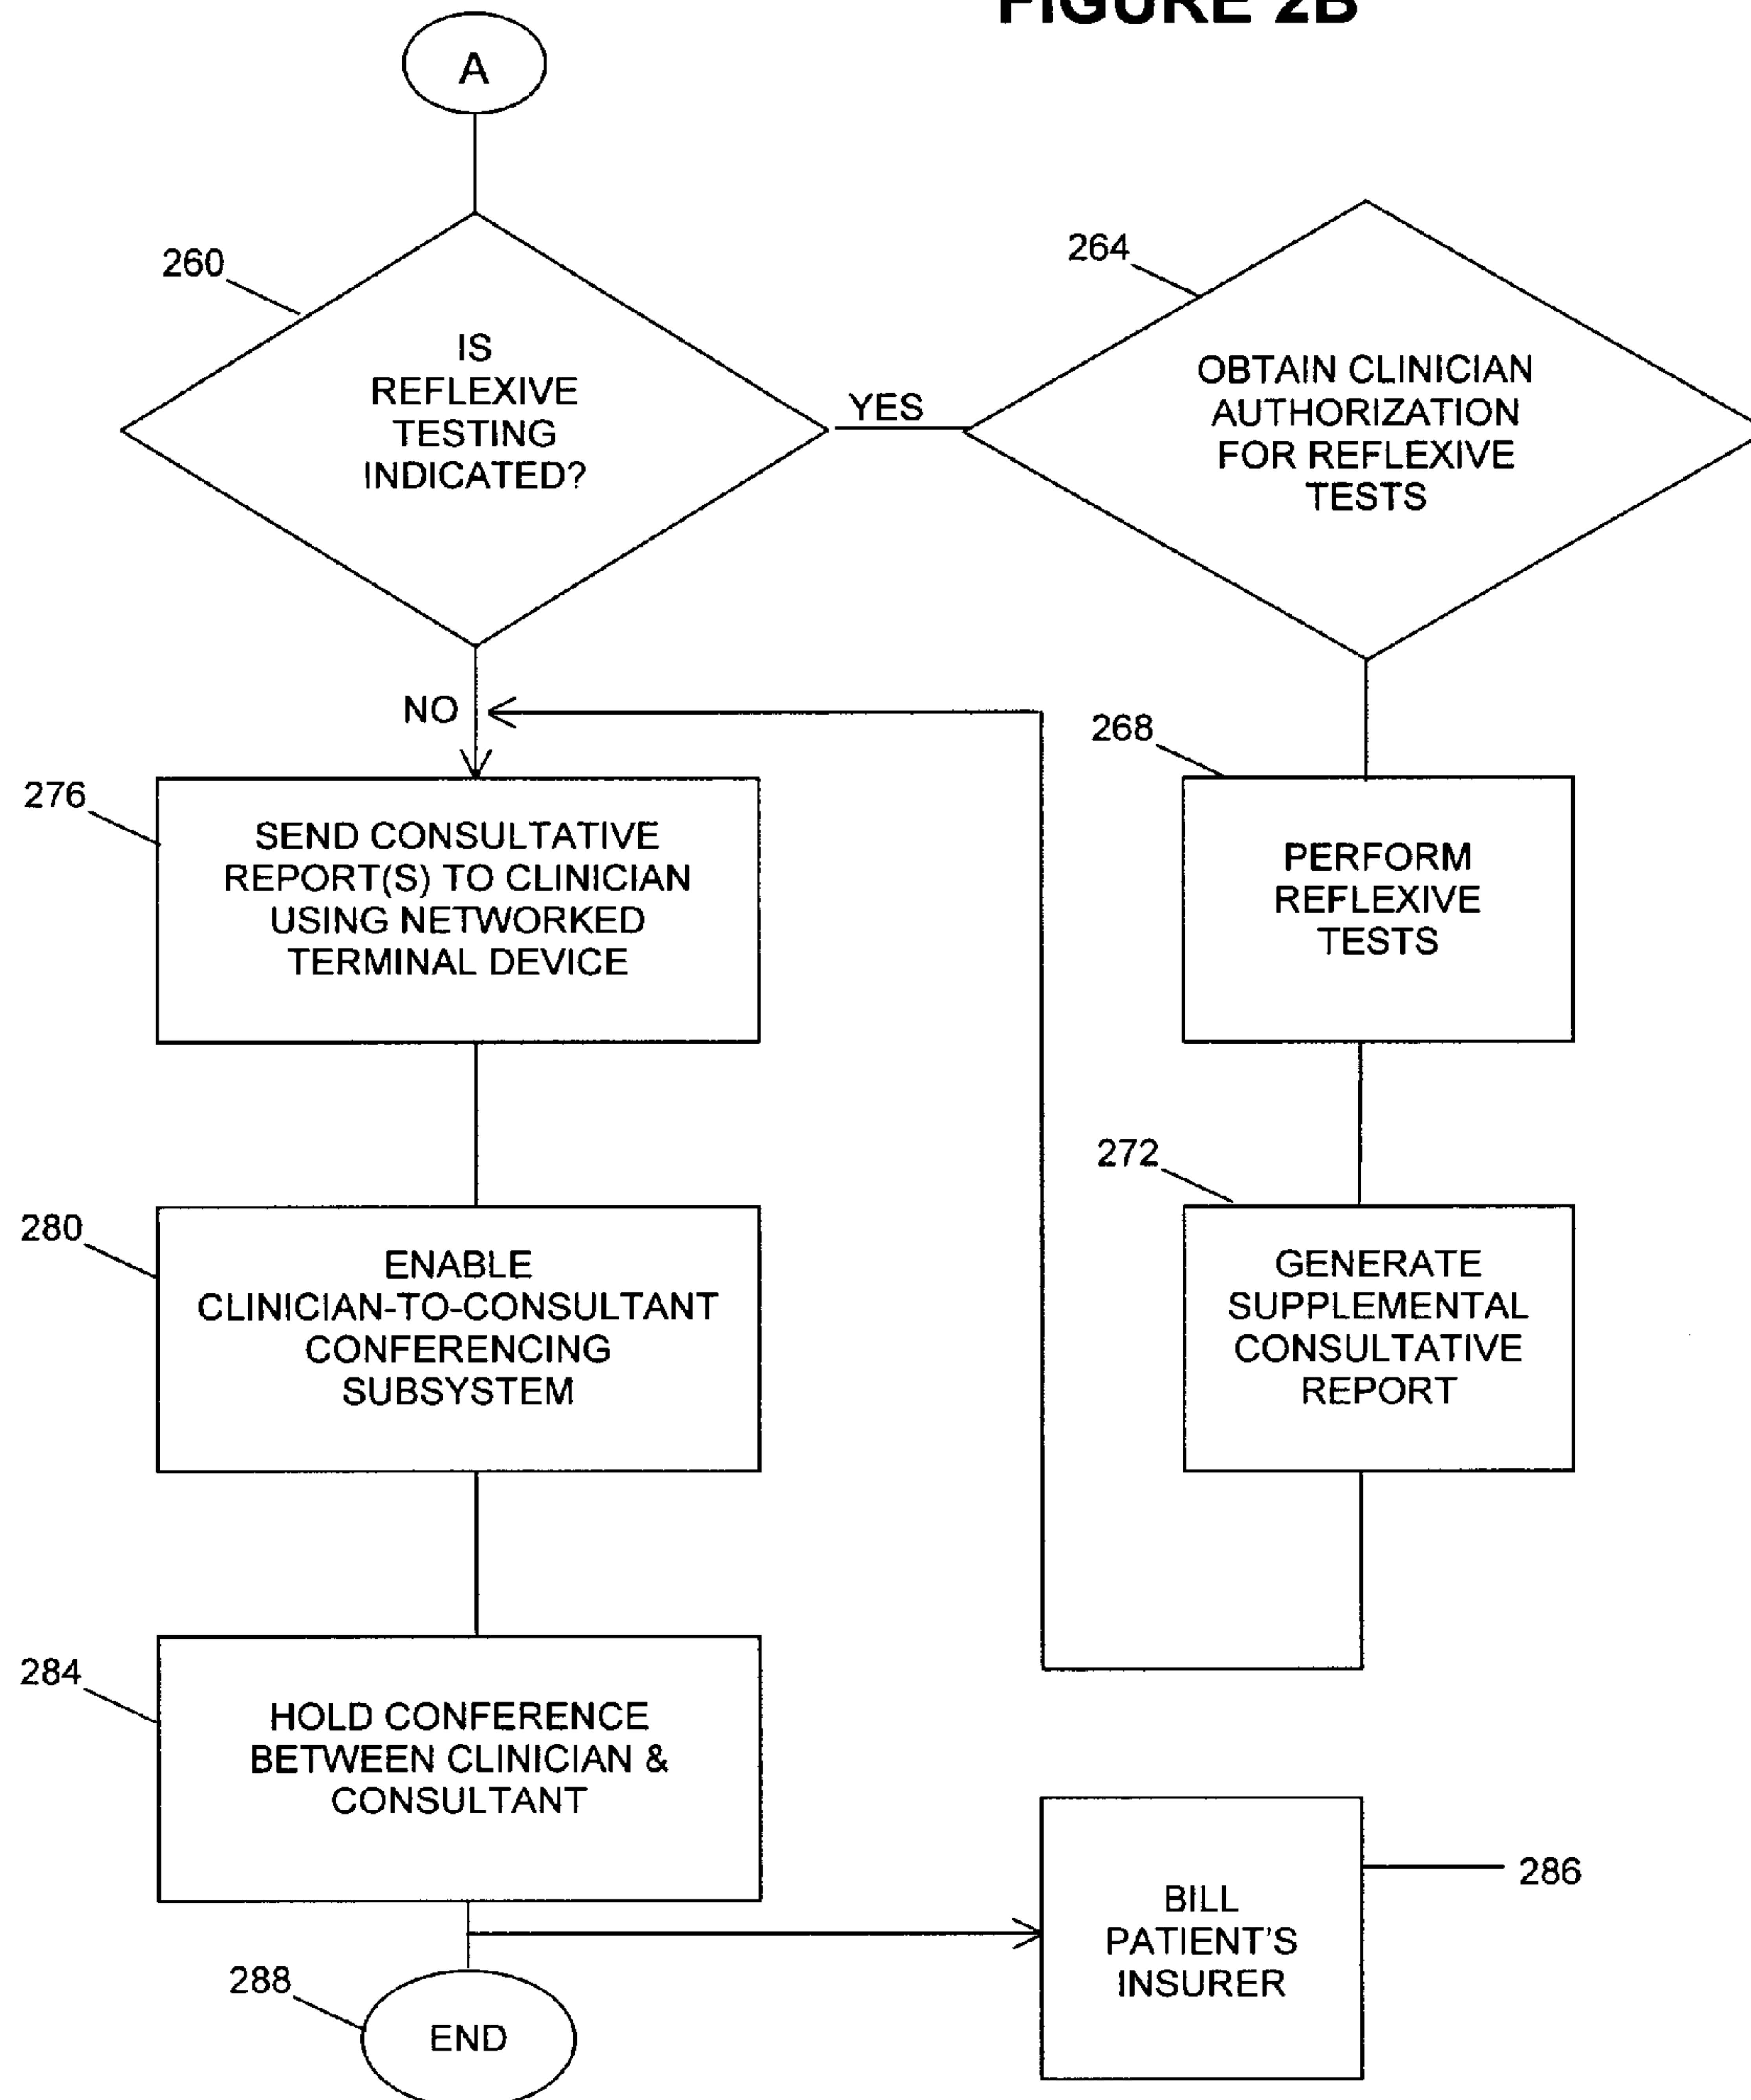 FIGURE 2B
A
260
IS
REFLEXIVE
TESTING
INDICATED?
YES
264
OBTAIN CLINICIAN
AUTHORIZATION
FOR REFLEXIVE
TESTS
NO
268
PERFORM
REFLEXIVE
TESTS
276
SEND CONSULTATIVE
REPORT(S) TO CLINICIAN
USING NETWORKED
TERMINAL DEVICE
272
GENERATE
SUPPLEMENTAL
CONSULTATIVE
REPORT
280
ENABLE
CLINICIAN-TO-CONSULTANT
CONFERENCING
SUBSYSTEM
284
HOLD CONFERENCE
BETWEEN CLINICIAN &
CONSULTANT
286
BILL
PATIENT'S
INSURER
288
END